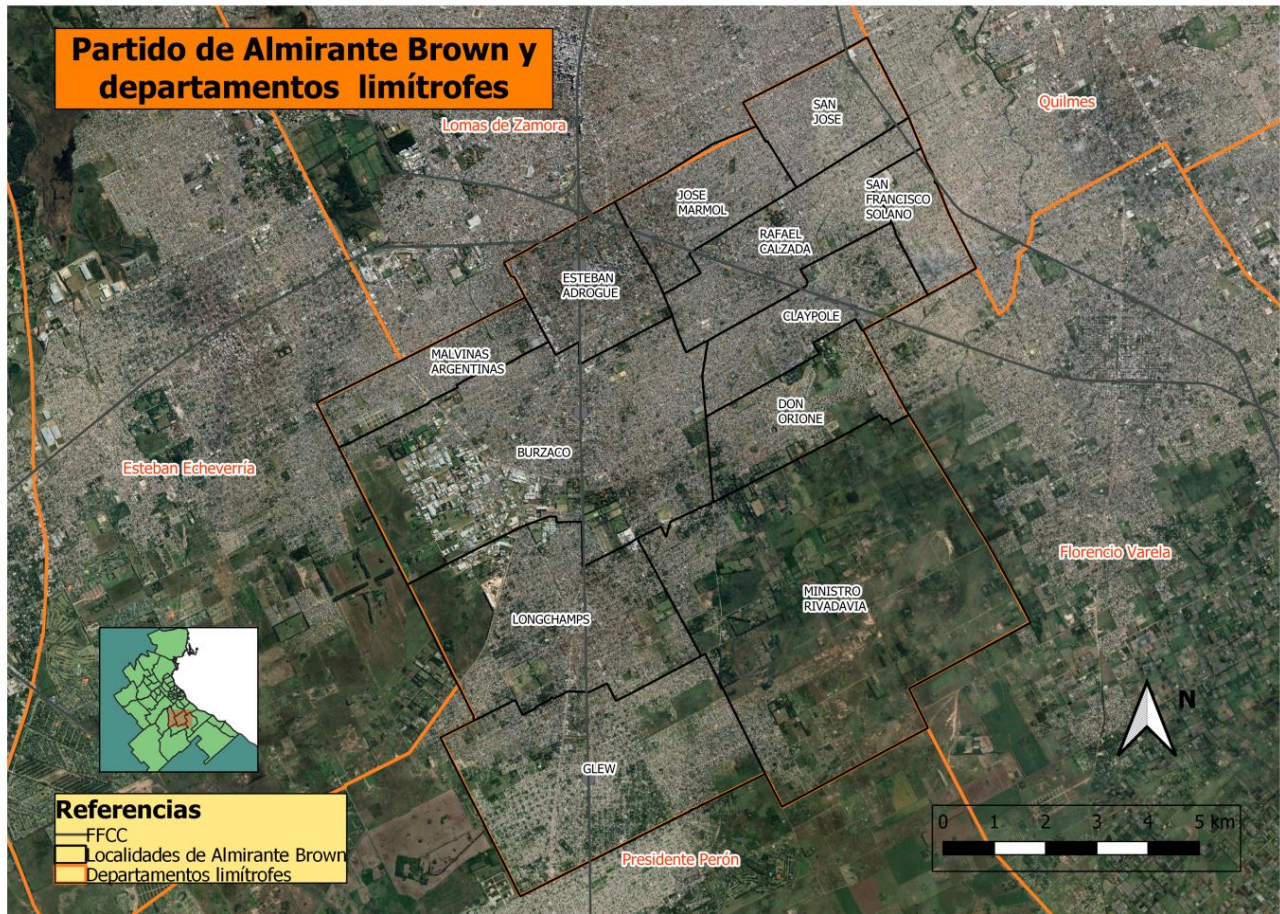 Partido de Almirante Brown y
departamentos  limítrofes
Lomas de Zamora
Quilmes
SAN
JOSE
JOSE
MARMOL
SAN
FRANCISCO
SOLANO
RAFAEL
CALZADA
ESTEBAN
ADROGUE
CLAYPOLE
MALVINAS
ARGENTINAS
DON
ORIONE
BURZACO
Esteban Echeverría
Florencio Varela
MINISTRO
RIVADAVIA
LONGCHAMPS
N
GLEW
Referencias
FFCC
Localidades de Almirante Brown
Departamentos limítrofes
0 1 2 3 4 5 km
Presidente Perón